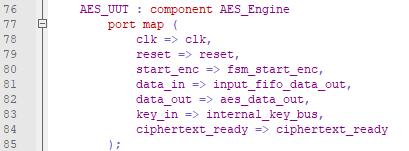 76 AES_UUT : component AES_Engine
77 port map (
78 clk => clk,
79 reset => reset,
80 start_enc => fsm_start_enc,
81 data_in => input_fifo_data_out,
82 data_out => aes_data_out,
83 key_in => internal_key_bus,
84 ciphertext_ready => ciphertext_ready
85 );